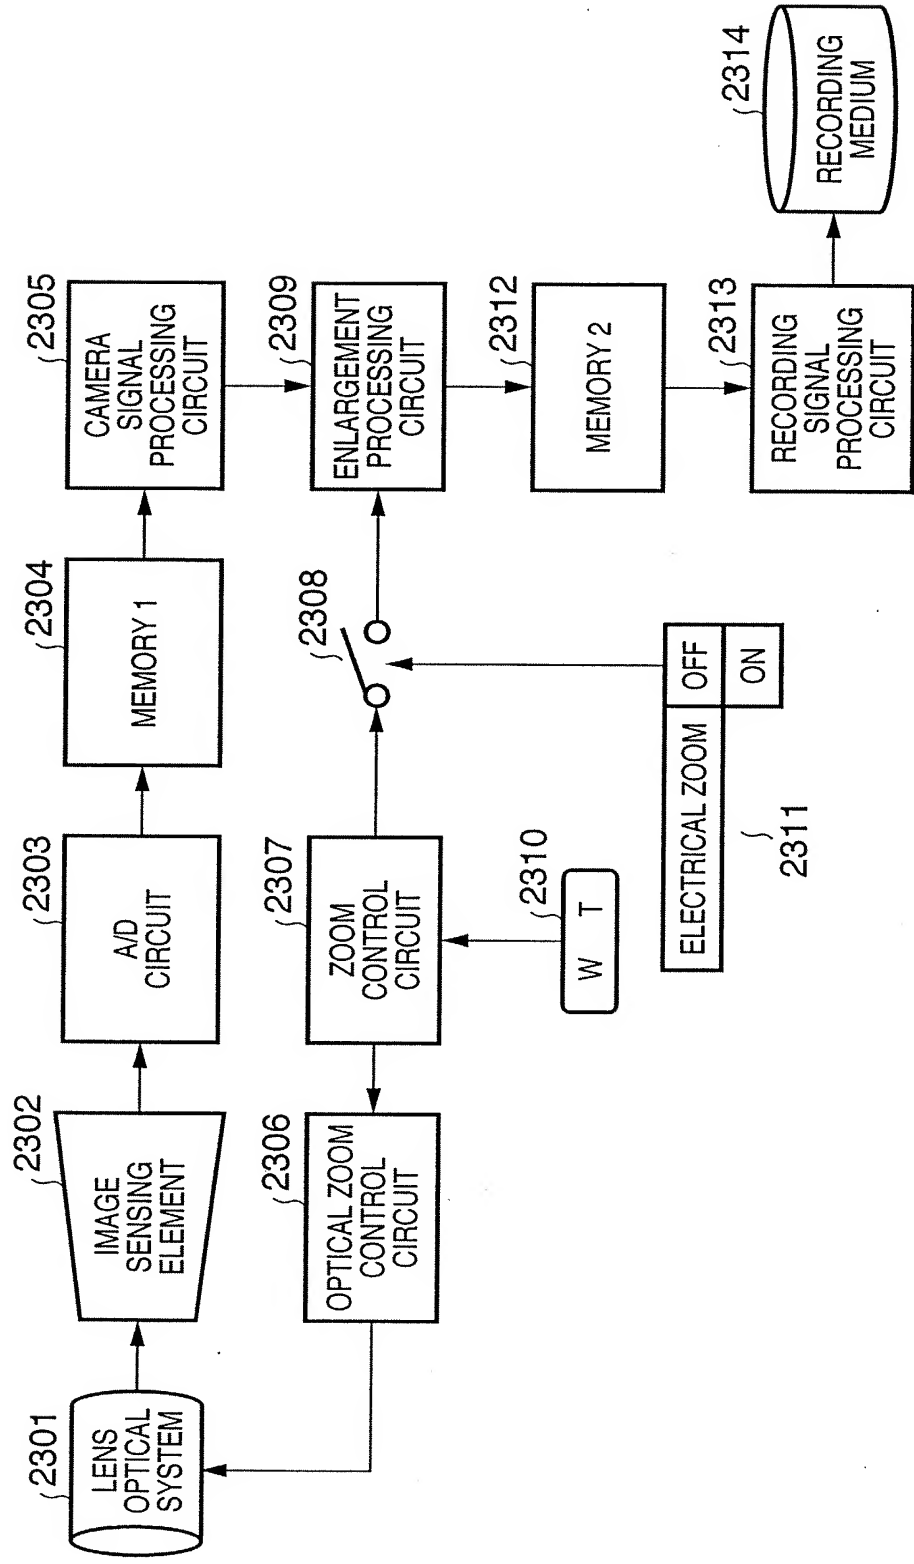 2301
LENS
OPTICAL
SYSTEM
2302
IMAGE
SENSING
ELEMENT
2303
A/D
CIRCUIT
2304
MEMORY 1
2305
CAMERA
SIGNAL
PROCESSING
CIRCUIT
2306
OPTICAL ZOOM
CONTROL
CIRCUIT
2307
ZOOM
CONTROL
CIRCUIT
2308
2309
ENLARGEMENT
PROCESSING
CIRCUIT
2310
W T
2312
MEMORY 2
ELECTRICAL ZOOM OFF
ON
2311
2313
RECORDING
SIGNAL
PROCESSING
CIRCUIT
2314
RECORDING
MEDIUM